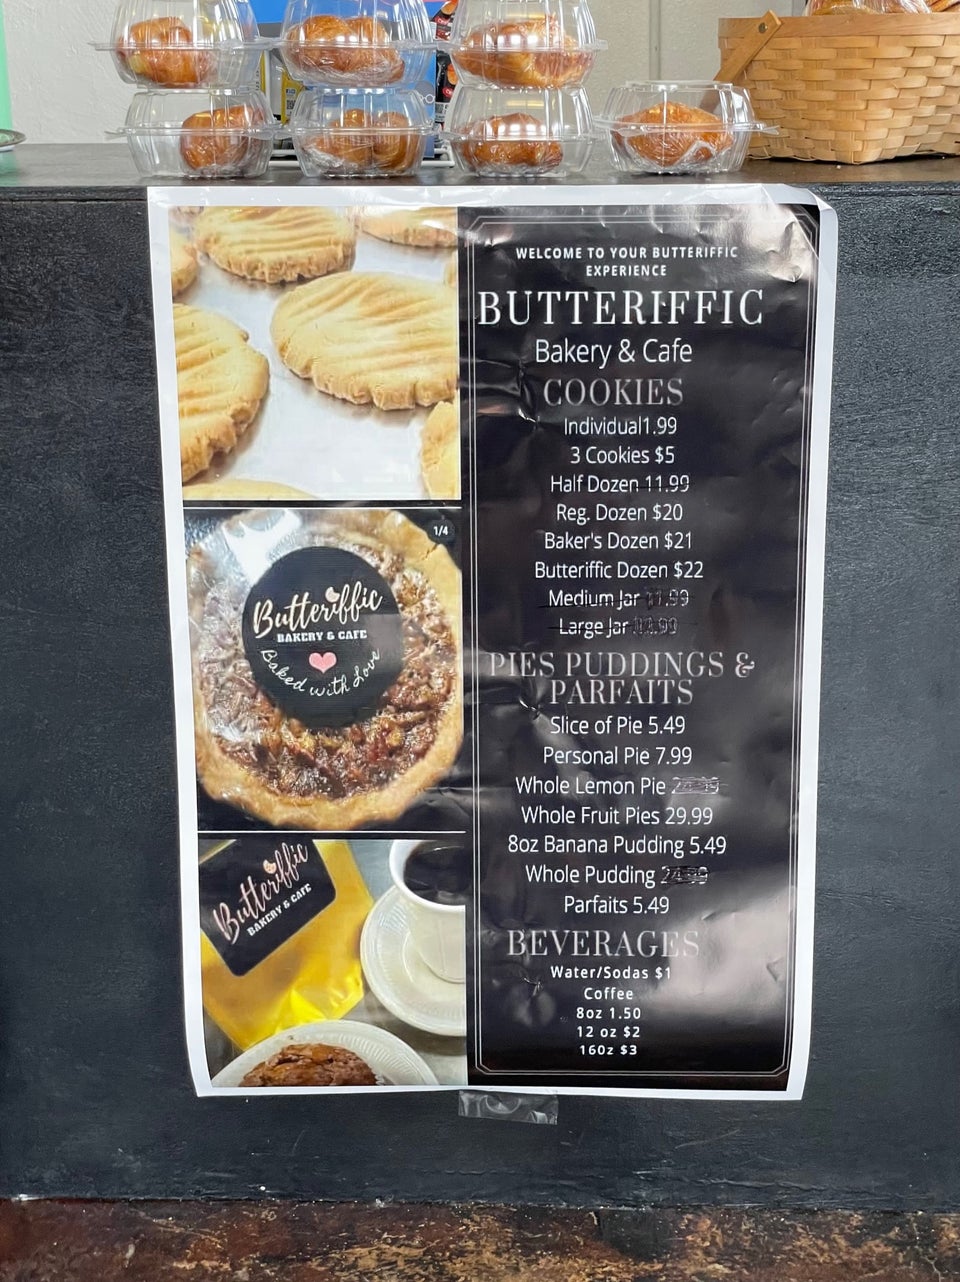 WELCOME TO YOUR BUTTERIFFIC
EXPERIENCE
BUTTERIFFIC
Bakery & Cafe
COOKIES
Individual1.99
3 Cookies $5
Half Dozen 11.99
Reg. Dozen $20
Baker's Dozen $21
Butteriffic Dozen $22
Medium Jar
Large Jar
PIES PUDDINGS &
PARFAITS
Slice of Pie 5.49
Personal Pie 7.99
Whole Lemon Pie
Whole Fruit Pies 29.99
8oz Banana Pudding 5.49
Whole Pudding
Parfaits 5.49
BEVERAGES
Water/Sodas $1
Coffee
8oz 1.50
12 oz $2
16oz $3
1/4
Butteriffic
BAKERY & CAFE
Baked with Love
Butteriffic
BAKERY & CAFE